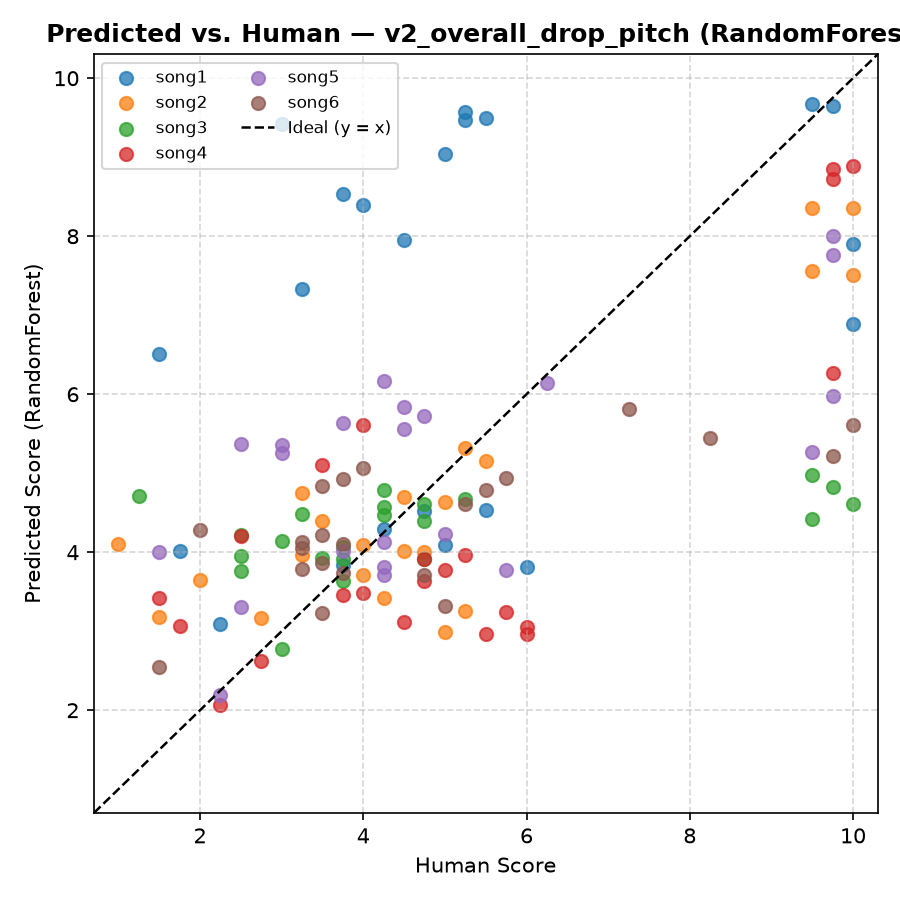 Predicted vs. Human — v2_overall_drop_pitch (RandomFores
song1
song2
song3
song4
song5
song6
Ideal (y = x)
10
8
6
4
2
Predicted Score (RandomForest)
2
4
6
8
10
Human Score